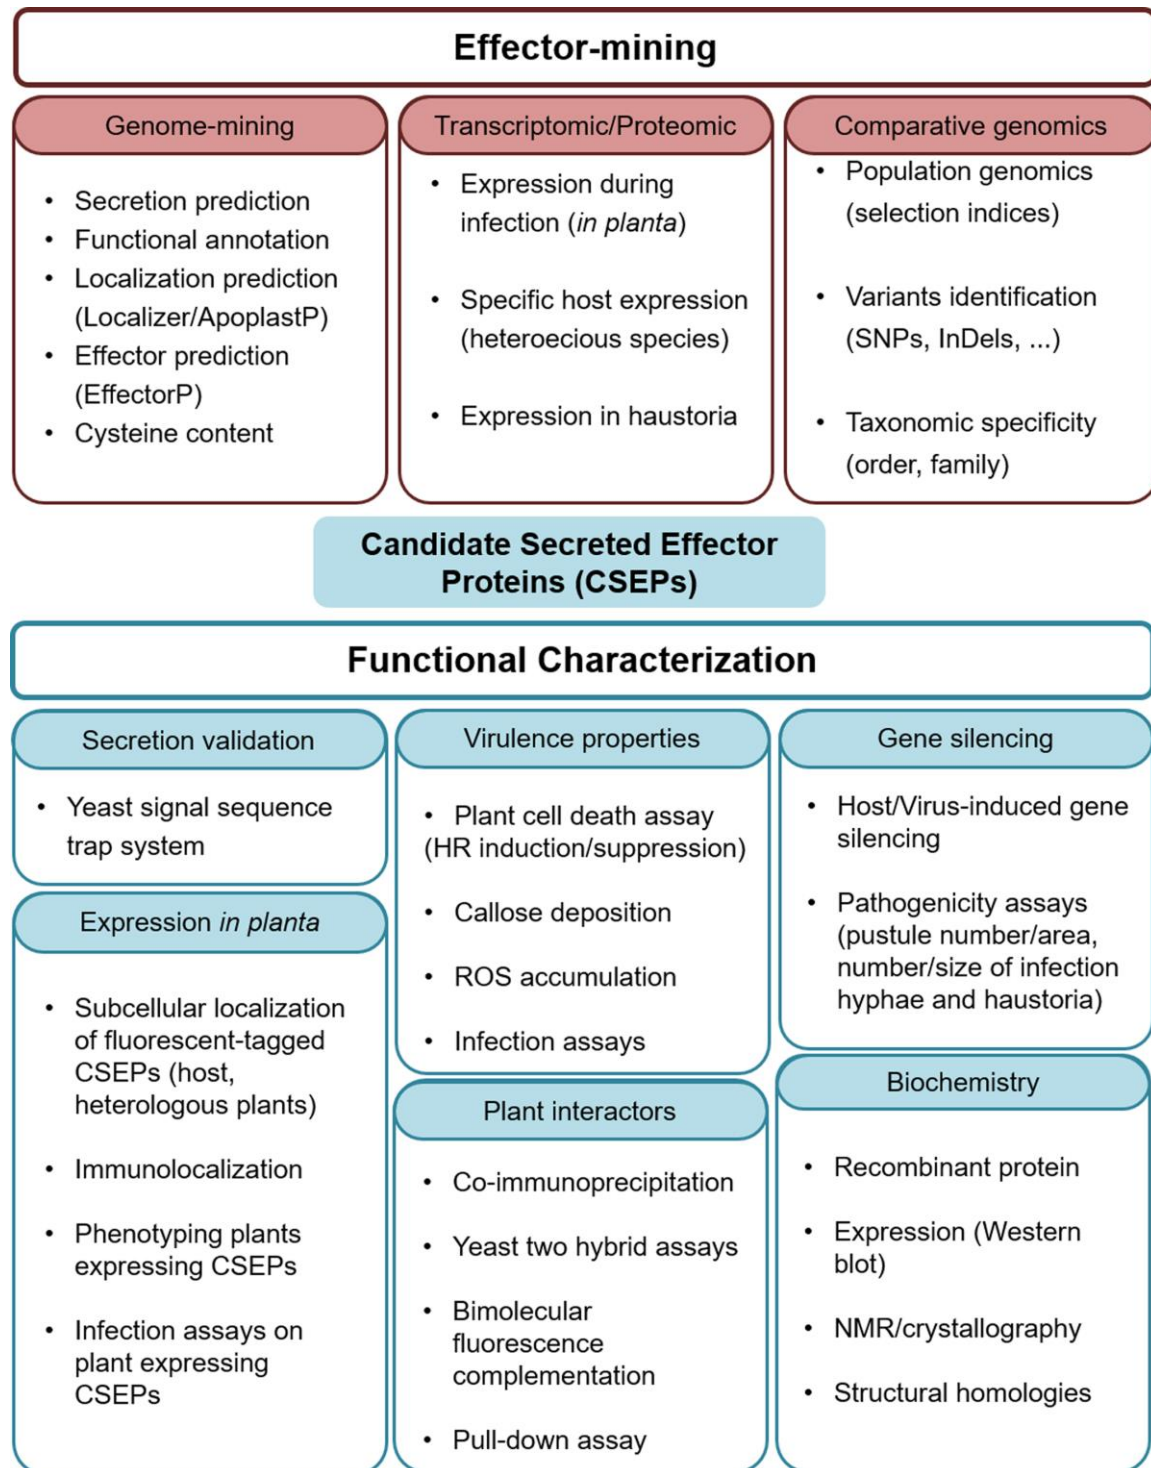 Effector-mining
Genome-mining
• Secretion prediction
• Functional annotation
• Localization prediction
(Localizer/ApoplastP)
• Effector prediction
(EffectorP)
• Cysteine content
Transcriptomic/Proteomic
• Expression during
infection (in planta)
• Specific host expression
(heteroecious species)
• Expression in haustoria
Comparative genomics
• Population genomics
(selection indices)
• Variants identification
(SNPs, InDels, ...)
• Taxonomic specificity
(order, family)
Candidate Secreted Effector
Proteins (CSEPs)
Functional Characterization
Secretion validation
• Yeast signal sequence
trap system
Expression in planta
• Subcellular localization
of fluorescent-tagged
CSEPs (host,
heterologous plants)
• Immunolocalization
• Phenotyping plants
expressing CSEPs
• Infection assays on
plant expressing
CSEPs
Virulence properties
• Plant cell death assay
(HR induction/suppression)
• Callose deposition
• ROS accumulation
• Infection assays
Plant interactors
• Co-immunoprecipitation
• Yeast two hybrid assays
• Bimolecular
fluorescence
complementation
• Pull-down assay
Gene silencing
• Host/Virus-induced gene
silencing
• Pathogenicity assays
(pustule number/area,
number/size of infection
hyphae and haustoria)
Biochemistry
• Recombinant protein
• Expression (Western
blot)
• NMR/crystallography
• Structural homologies